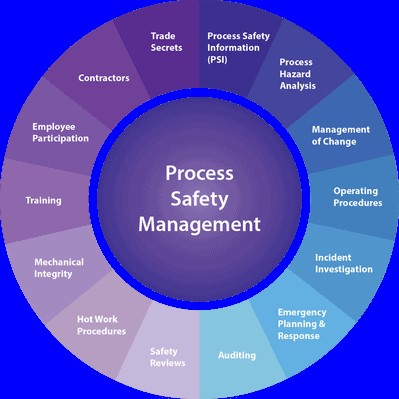 Process
Safety
Management
Process Safety
Information
(PSI)
Process
Hazard
Analysis
Management
of Change
Operating
Procedures
Incident
Investigation
Emergency
Planning &
Response
Auditing
Safety
Reviews
Hot Work
Procedures
Mechanical
Integrity
Training
Employee
Participation
Contractors
Trade
Secrets